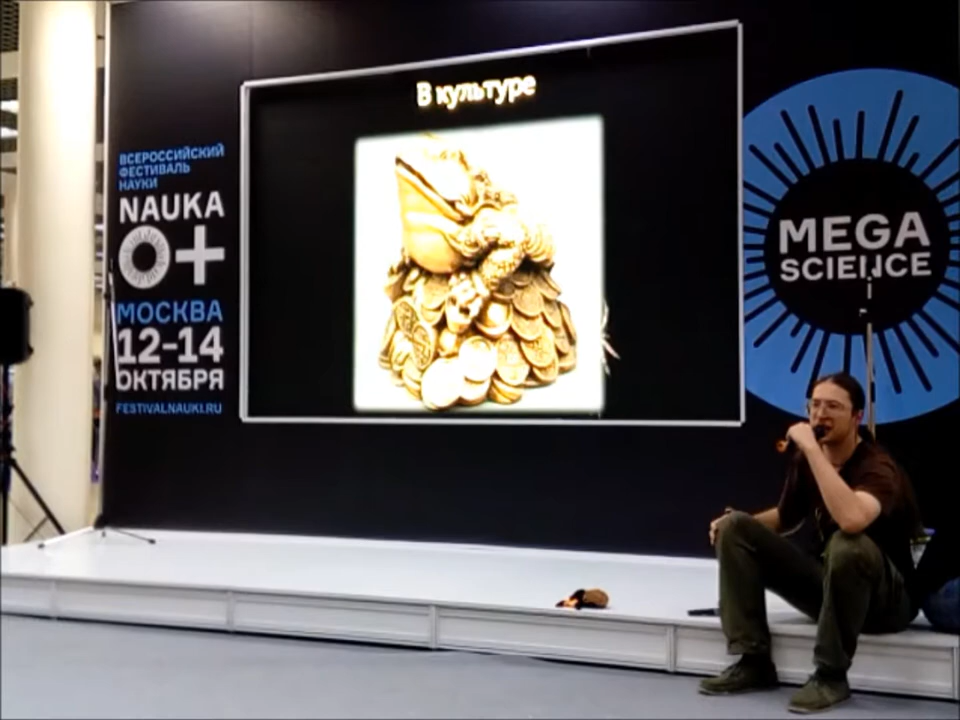 ВСЕРОССИЙСКИЙ
ФЕСТИВАЛЬ
НАУКИ
NAUKA
0+
МОСКВА
12-14
ОКТЯБРЯ
FESTIVALNAUKI.RU
В культуре
MEGA
SCIENCE